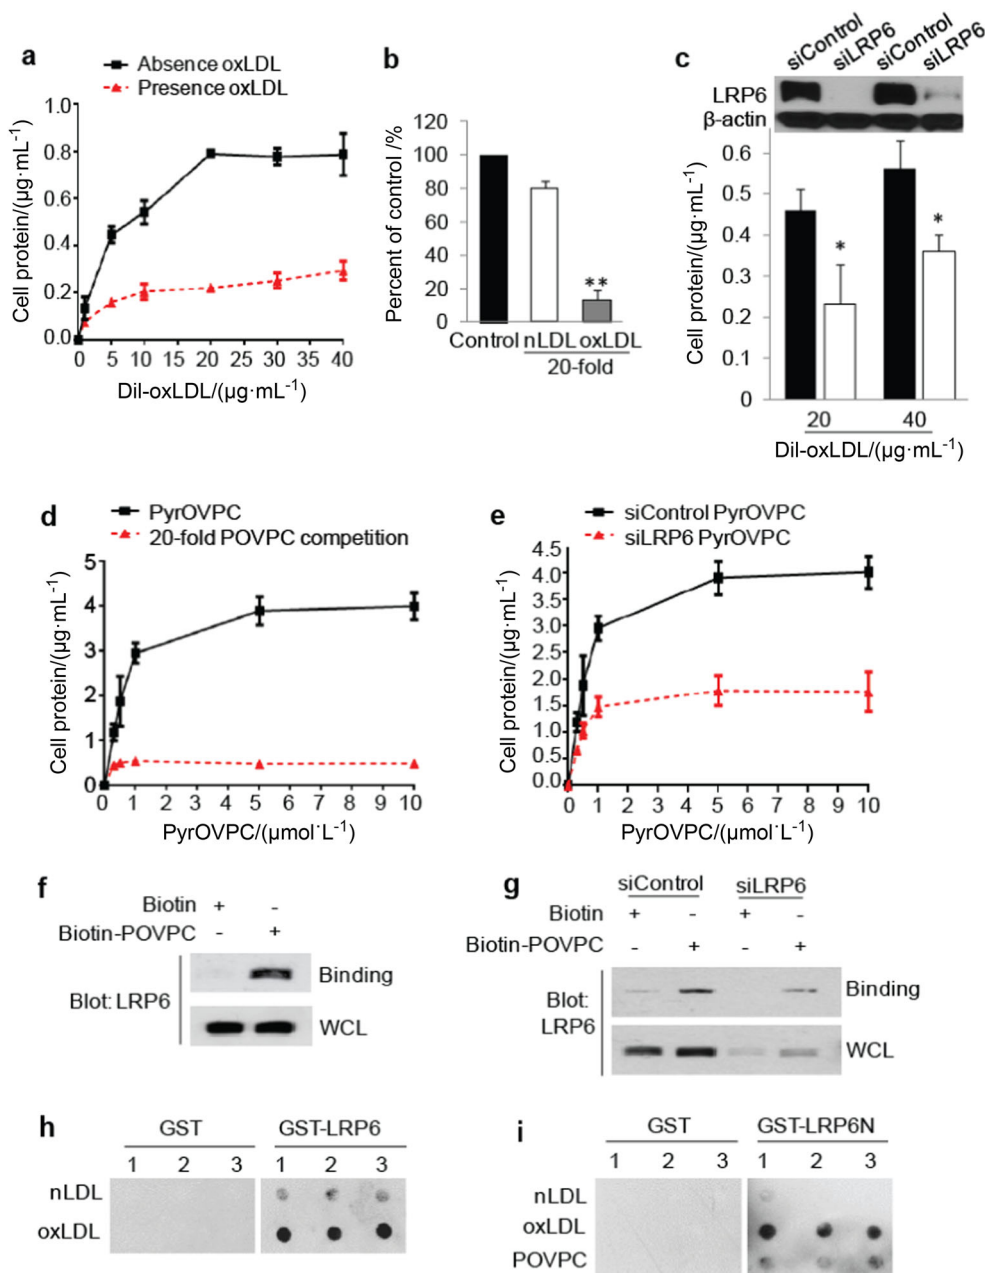 a
Absence oxLDL
Presence oxLDL
Cell protein/(μg·mL⁻¹)
1.0
0.8
0.6
0.4
0.2
0.0
0 5 10 15 20 25 30 35 40
Dil-oxLDL/(μg·mL⁻¹)
b
Percent of control /%
120
100
80
60
40
20
0
**
Control nLDL oxLDL
20-fold
c
siControl siLRP6 siControl siLRP6
LRP6
β-actin
Cell protein/(μg·mL⁻¹)
0.6
0.5
0.4
0.3
0.2
0.1
0
* *
20 40
Dil-oxLDL/(μg·mL⁻¹)
d
PyrOVPC
20-fold POVPC competition
Cell protein/(μg·mL⁻¹)
5
4
3
2
1
0
0 1 2 3 4 5 6 7 8 9 10
PyrOVPC/(μmol·L⁻¹)
e
siControl PyrOVPC
siLRP6 PyrOVPC
Cell protein/(μg·mL⁻¹)
4.5
4.0
3.5
3.0
2.5
2.0
1.5
1.0
0.5
0.0
0 1 2 3 4 5 6 7 8 9 10
PyrOVPC/(μmol·L⁻¹)
f
Biotin + -
Biotin-POVPC - +
Blot: LRP6
Binding
WCL
g
siControl siLRP6
Biotin + - + -
Biotin-POVPC - + - +
Blot:
LRP6
Binding
WCL
h
GST GST-LRP6
1 2 3 1 2 3
nLDL
oxLDL
i
GST GST-LRP6N
1 2 3 1 2 3
nLDL
oxLDL
POVPC